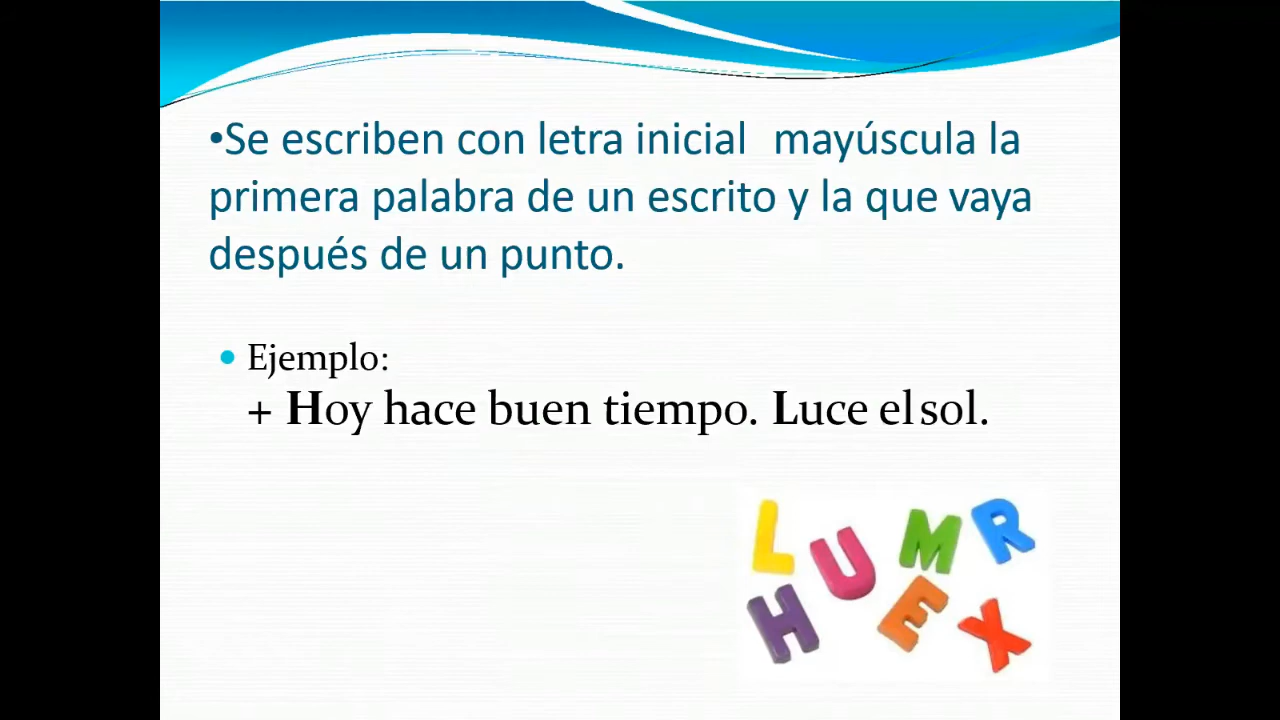 •Se escriben con letra inicial mayúscula la
primera palabra de un escrito y la que vaya
después de un punto.
• Ejemplo:
+ Hoy hace buen tiempo. Luce el sol.
L U M R
H E X